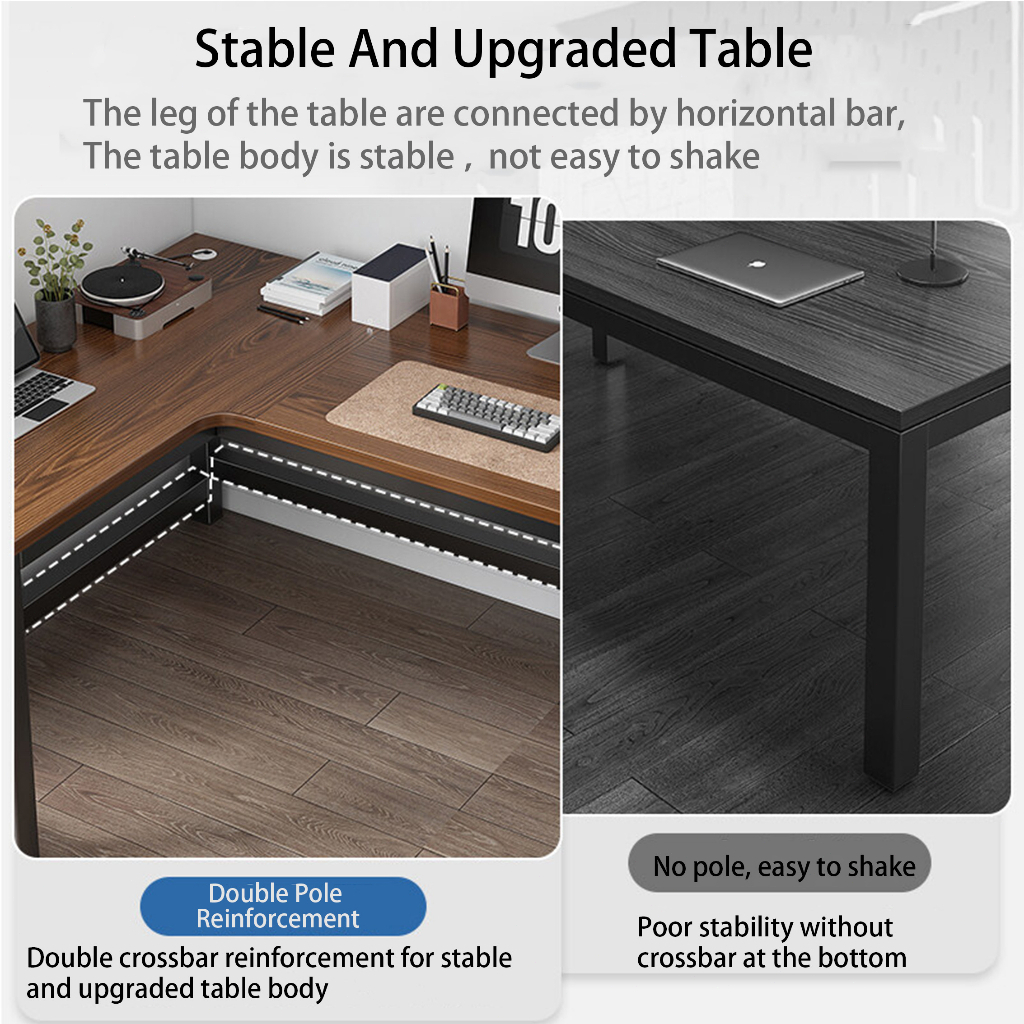 Stable And Upgraded Table
The leg of the table are connected by horizontal bar,
The table body is stable , not easy to shake
10
Double Pole
Reinforcement
Double crossbar reinforcement for stable
and upgraded table body
No pole, easy to shake
Poor stability without
crossbar at the bottom